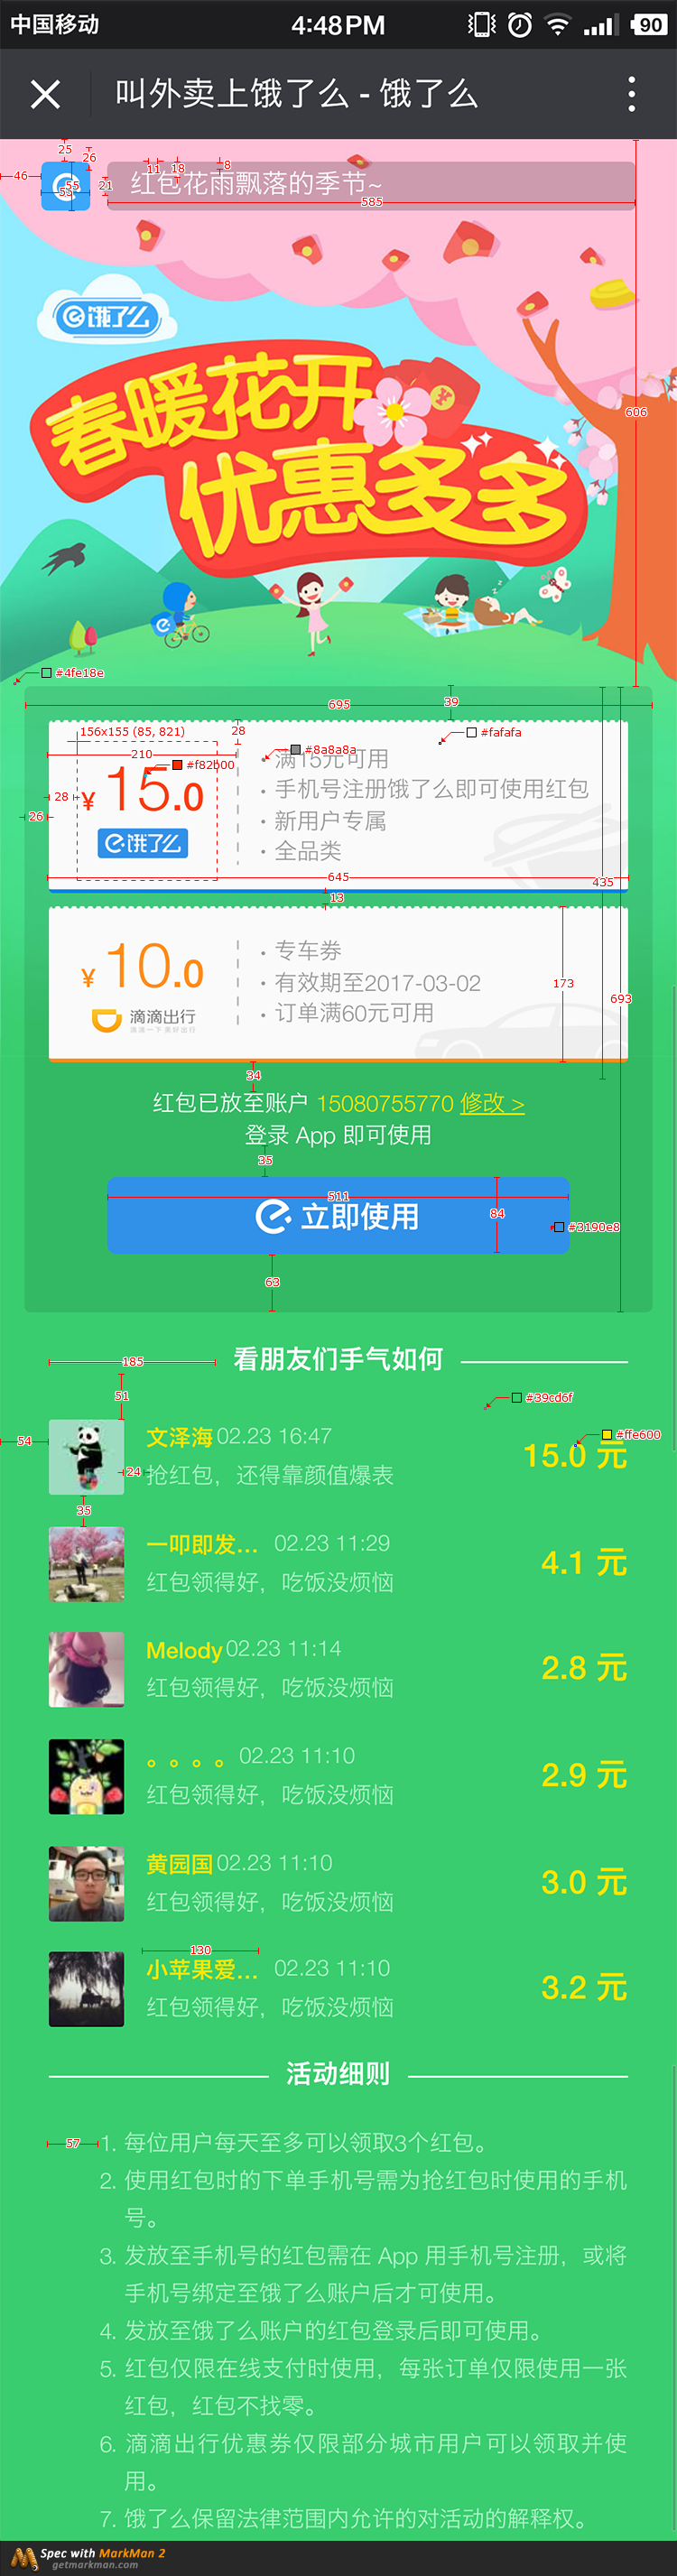 中国移动 4:48PM 90
叫外卖上饿了么 - 饿了么
25
26
11 18 8
46 55 21 红包花雨飘落的季节~
53 585
饿了么
春暖花开
606
优惠多多
#4fe18e
695 39
156x155 (85, 821) 28 #fafafa
210 #8a8a8a
#f82b00
· 满15元可用
28 ¥ 15.0 · 手机号注册饿了么即可使用红包
26 · 新用户专属
饿了么 · 全品类
645 435
13
¥ 10.0 · 专车券
· 有效期至2017-03-02 173
693
滴滴出行 · 订单满60元可用
滴滴一下 美好出行
34
红包已放至账户 15080755770 修改 >
登录 App 即可使用
35
511
立即使用 84
#3190e8
63
185 看朋友们手气如何
51 #39cd6f
54 文泽海 02.23 16:47 #ffe600
15.0 元
24 抢红包，还得靠颜值爆表
35
一叩即发... 02.23 11:29
4.1 元
红包领得好，吃饭没烦恼
Melody 02.23 11:14
2.8 元
红包领得好，吃饭没烦恼
。。。。 02.23 11:10
2.9 元
红包领得好，吃饭没烦恼
黄园国 02.23 11:10
3.0 元
红包领得好，吃饭没烦恼
130
小苹果爱... 02.23 11:10
3.2 元
红包领得好，吃饭没烦恼
活动细则
57 1. 每位用户每天至多可以领取3个红包。
2. 使用红包时的下单手机号需为抢红包时使用的手机
号。
3. 发放至手机号的红包需在 App 用手机号注册，或将
手机号绑定至饿了么账户后才可使用。
4. 发放至饿了么账户的红包登录后即可使用。
5. 红包仅限在线支付时使用，每张订单仅限使用一张
红包，红包不找零。
6. 滴滴出行优惠券仅限部分城市用户可以领取并使
用。
7. 饿了么保留法律范围内允许的对活动的解释权。
Spec with MarkMan 2
getmarkman.com